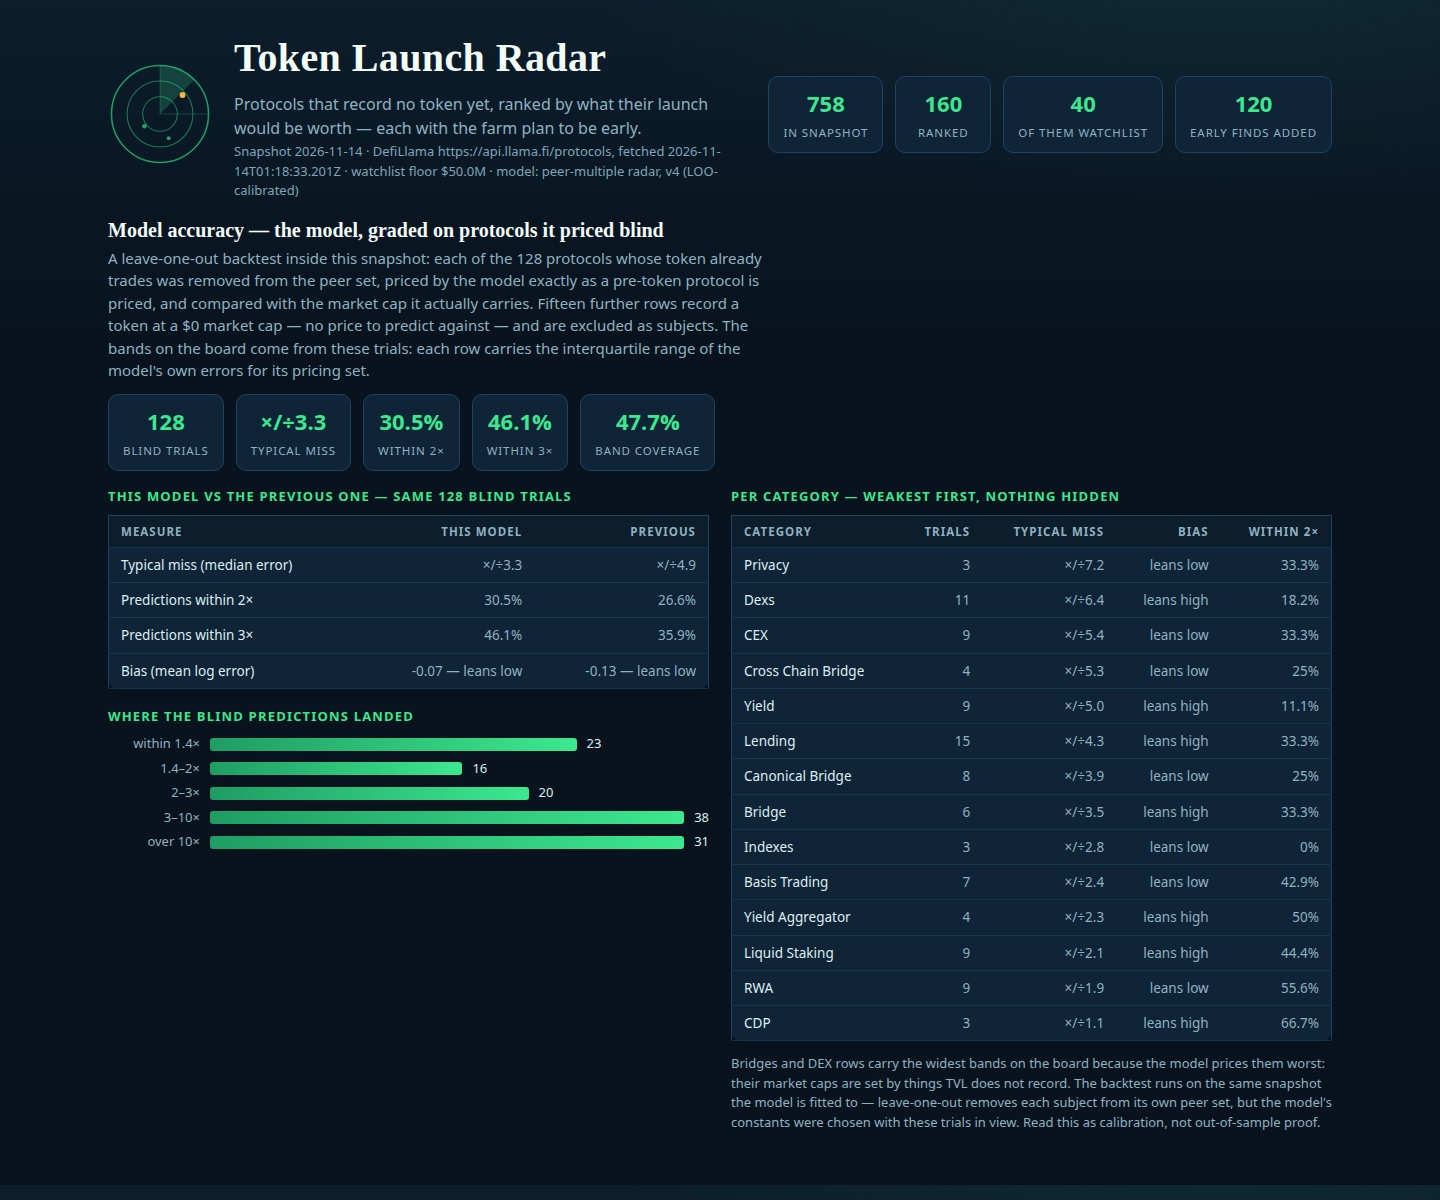 Token Launch Radar
Protocols that record no token yet, ranked by what their launch
would be worth — each with the farm plan to be early.
Snapshot 2026-11-14 · DefiLlama https://api.llama.fi/protocols, fetched 2026-11-
14T01:18:33.201Z · watchlist floor $50.0M · model: peer-multiple radar, v4 (LOO-
calibrated)
758
IN SNAPSHOT
160
RANKED
40
OF THEM WATCHLIST
120
EARLY FINDS ADDED
Model accuracy — the model, graded on protocols it priced blind
A leave-one-out backtest inside this snapshot: each of the 128 protocols whose token already
trades was removed from the peer set, priced by the model exactly as a pre-token protocol is
priced, and compared with the market cap it actually carries. Fifteen further rows record a
token at a $0 market cap — no price to predict against — and are excluded as subjects. The
bands on the board come from these trials: each row carries the interquartile range of the
model's own errors for its pricing set.
128
BLIND TRIALS
×/÷3.3
TYPICAL MISS
30.5%
WITHIN 2×
46.1%
WITHIN 3×
47.7%
BAND COVERAGE
THIS MODEL VS THE PREVIOUS ONE — SAME 128 BLIND TRIALS
MEASURE THIS MODEL PREVIOUS
Typical miss (median error) ×/÷3.3 ×/÷4.9
Predictions within 2× 30.5% 26.6%
Predictions within 3× 46.1% 35.9%
Bias (mean log error) -0.07 — leans low -0.13 — leans low
WHERE THE BLIND PREDICTIONS LANDED
within 1.4× 23
1.4–2× 16
2–3× 20
3–10× 38
over 10× 31
PER CATEGORY — WEAKEST FIRST, NOTHING HIDDEN
CATEGORY TRIALS TYPICAL MISS BIAS WITHIN 2×
Privacy 3 ×/÷7.2 leans low 33.3%
Dexs 11 ×/÷6.4 leans high 18.2%
CEX 9 ×/÷5.4 leans low 33.3%
Cross Chain Bridge 4 ×/÷5.3 leans low 25%
Yield 9 ×/÷5.0 leans high 11.1%
Lending 15 ×/÷4.3 leans high 33.3%
Canonical Bridge 8 ×/÷3.9 leans low 25%
Bridge 6 ×/÷3.5 leans high 33.3%
Indexes 3 ×/÷2.8 leans low 0%
Basis Trading 7 ×/÷2.4 leans low 42.9%
Yield Aggregator 4 ×/÷2.3 leans high 50%
Liquid Staking 9 ×/÷2.1 leans high 44.4%
RWA 9 ×/÷1.9 leans low 55.6%
CDP 3 ×/÷1.1 leans high 66.7%
Bridges and DEX rows carry the widest bands on the board because the model prices them worst:
their market caps are set by things TVL does not record. The backtest runs on the same snapshot
the model is fitted to — leave-one-out removes each subject from its own peer set, but the model's
constants were chosen with these trials in view. Read this as calibration, not out-of-sample proof.